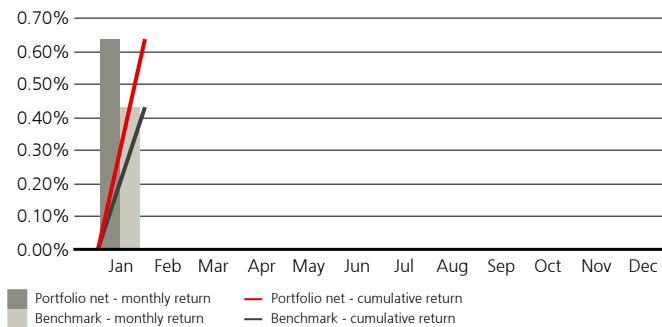 0.70%
0.60%
0.50%
0.40%
0.30%
0.20%
0.10%
0.00%
Jan Feb Mar Apr May Jun Jul Aug Sep Oct Nov Dec
Portfolio net - monthly return Portfolio net - cumulative return
Benchmark - monthly return Benchmark - cumulative return